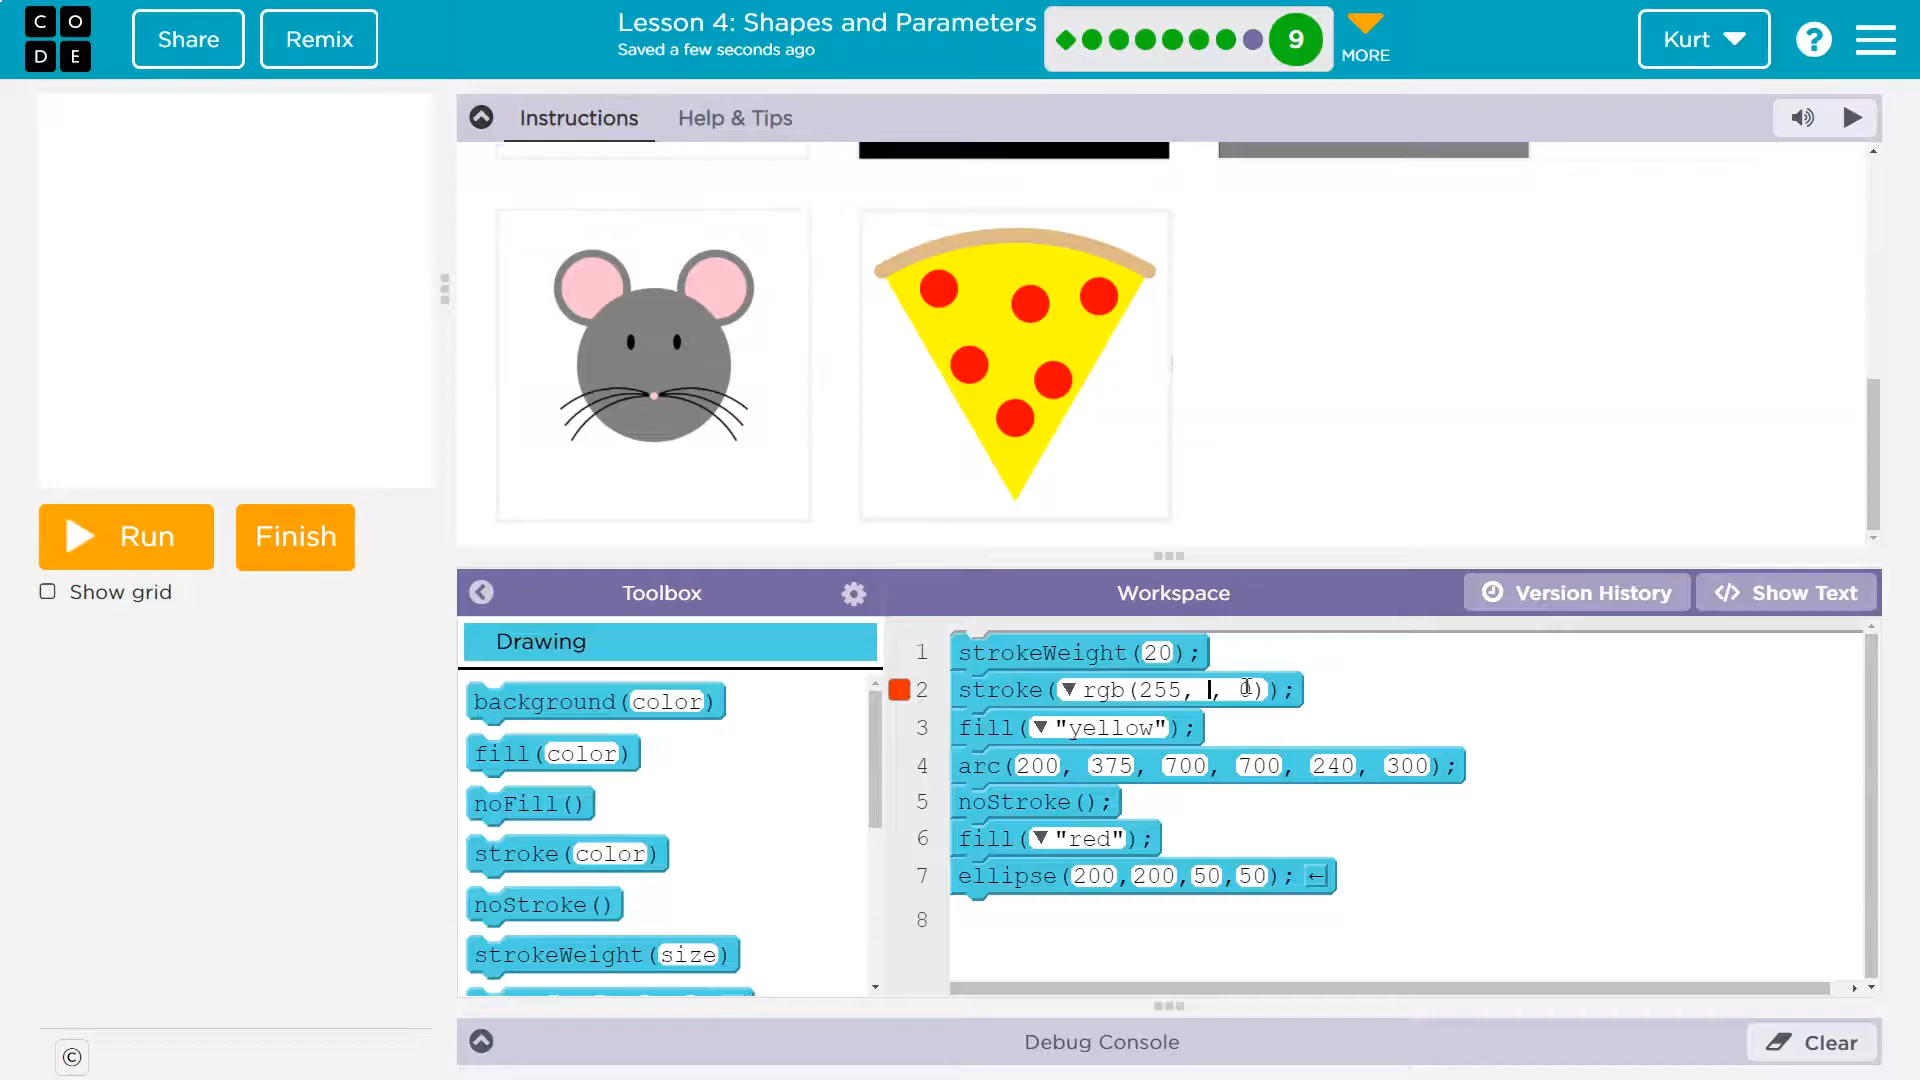 CODE
Share
Remix
Lesson 4: Shapes and Parameters
Saved a few seconds ago
9
MORE
Kurt
?
Instructions
Help & Tips
Run
Finish
Show grid
Toolbox
Workspace
Version History
</> Show Text
Drawing
background(color)
fill(color)
noFill()
stroke(color)
noStroke()
strokeWeight(size)
1 strokeWeight(20);
2 stroke(▼rgb(255, , 0));
3 fill(▼"yellow");
4 arc(200, 375, 700, 700, 240, 300);
5 noStroke();
6 fill(▼"red");
7 ellipse(200,200,50,50); ←
8
©
Debug Console
Clear